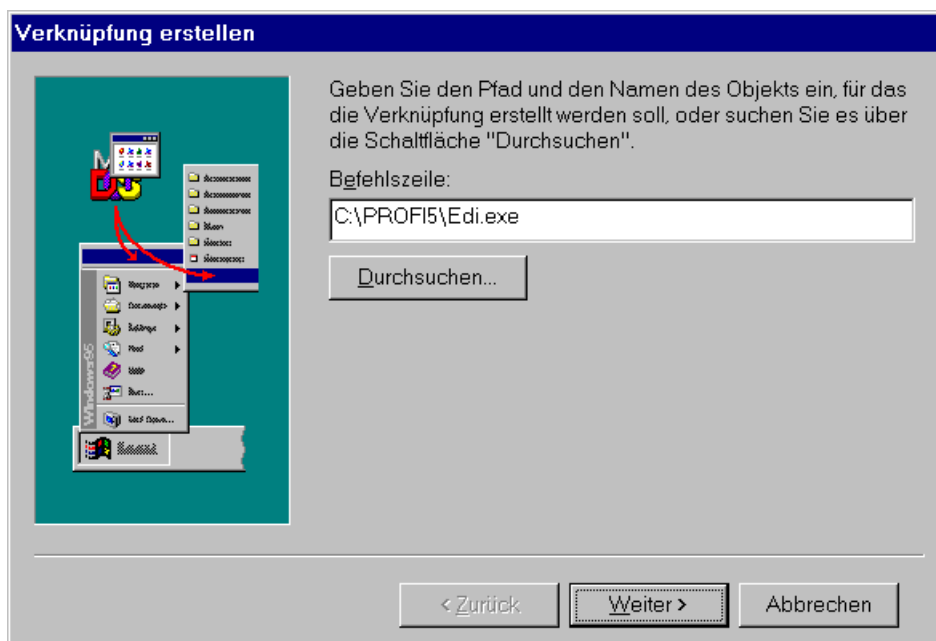 Verknüpfung erstellen
Geben Sie den Pfad und den Namen des Objekts ein, für das
die Verknüpfung erstellt werden soll, oder suchen Sie es über
die Schaltfläche "Durchsuchen".
Befehlszeile:
C:\PROFI5\Edi.exe
Durchsuchen...
Windows95
< Zurück
Weiter >
Abbrechen